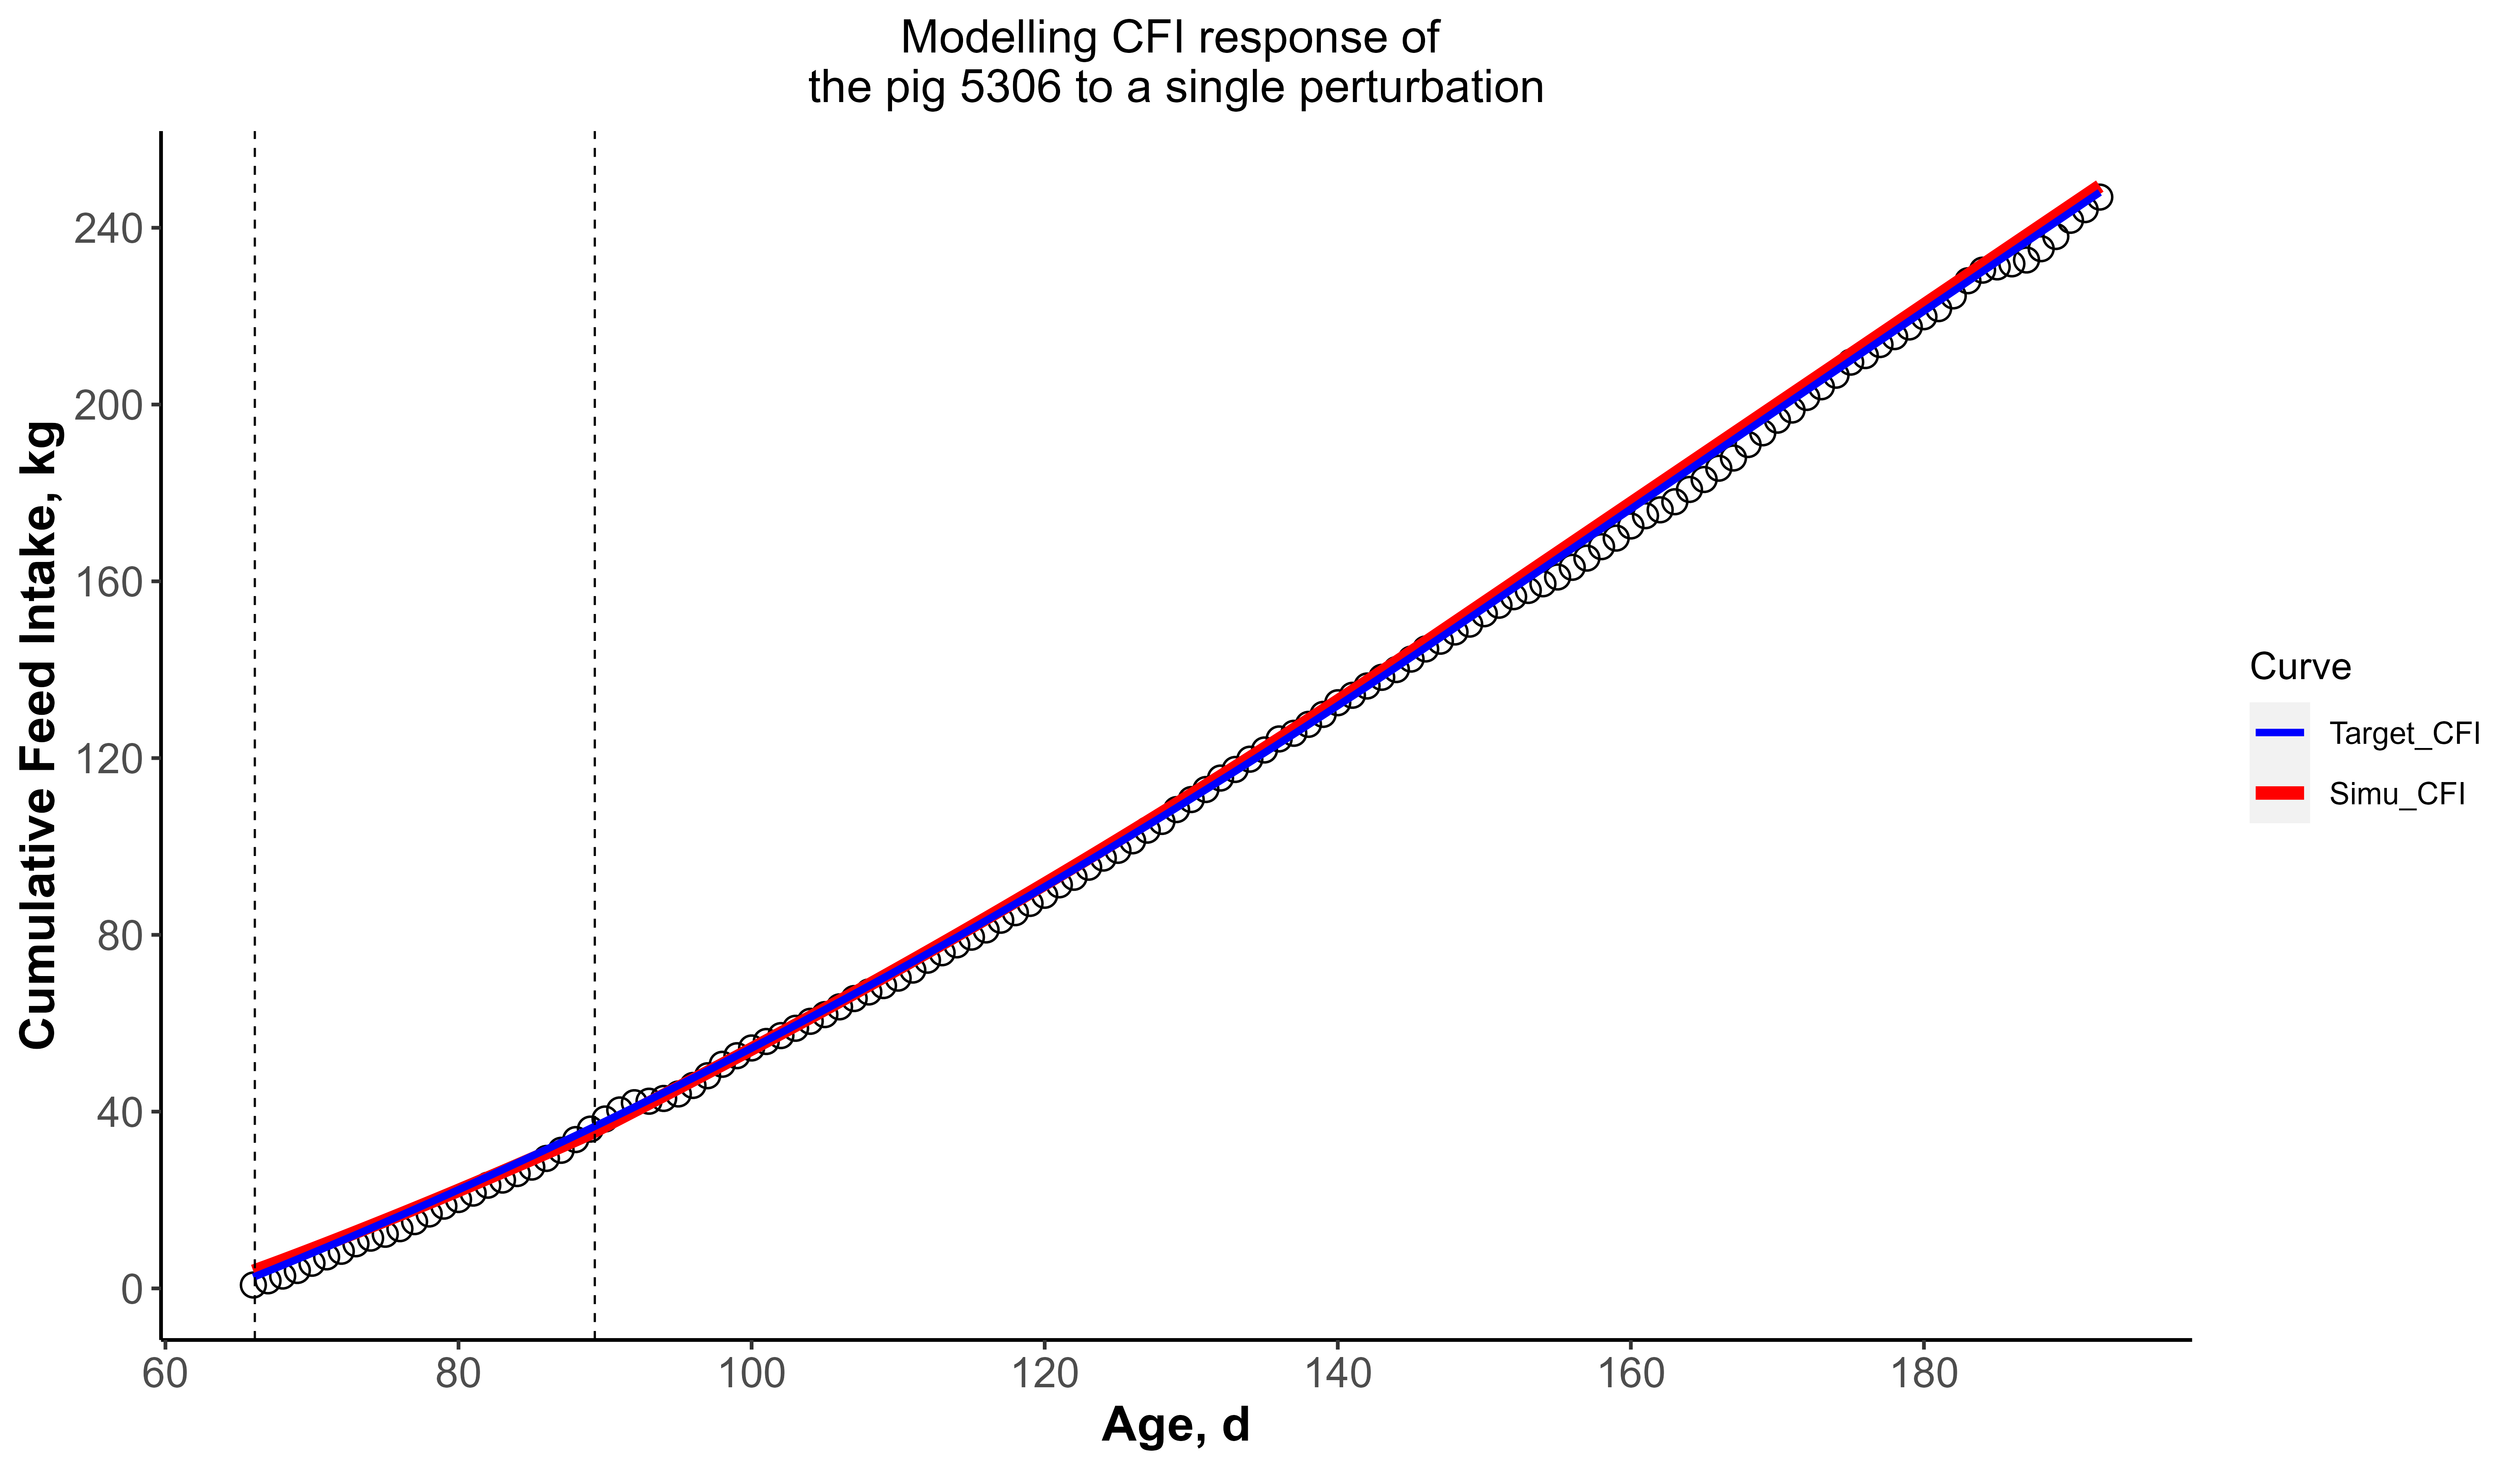 Modelling CFI response of
the pig 5306 to a single perturbation
Cumulative Feed Intake, kg
240
200
160
120
80
40
0
60
80
100
120
140
160
180
Age, d
Curve
Target_CFI
Simu_CFI